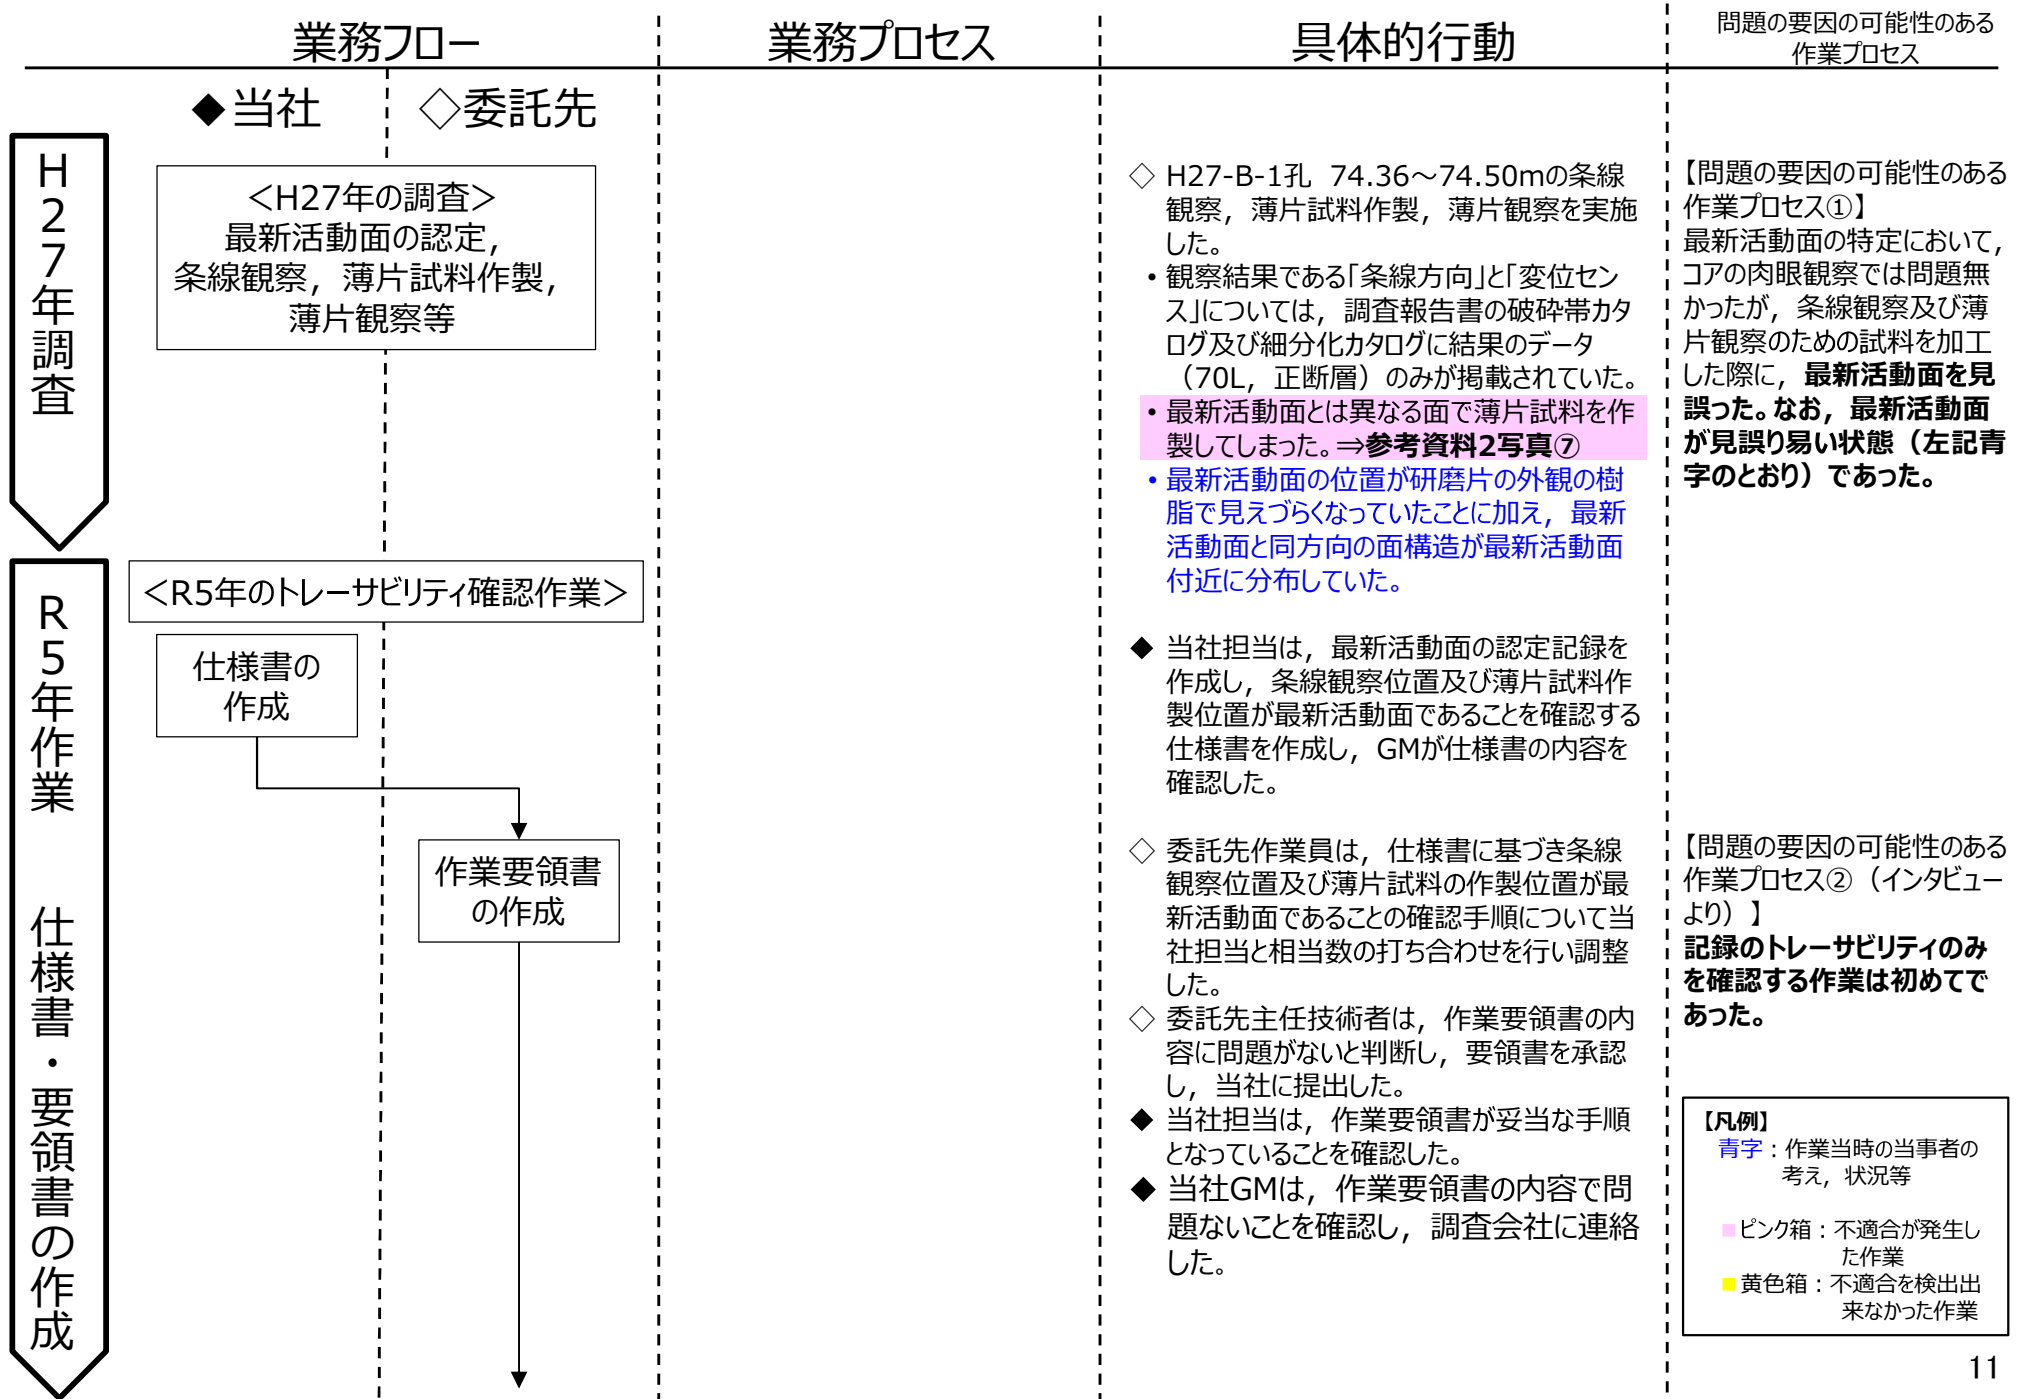 業務フロー
業務プロセス
具体的行動
問題の要因の可能性のある
作業プロセス
◆当社
◇委託先
H27年調査
<H27年の調査>
最新活動面の認定,
条線観察,薄片試料作製,
薄片観察等
◇ H27-B-1孔 74.36~74.50mの条線
観察,薄片試料作製,薄片観察を実施
した。
・観察結果である「条線方向」と「変位セン
ス」については,調査報告書の破砕帯カタ
ログ及び細分化カタログに結果のデータ
(70L,正断層)のみが掲載されていた。
・最新活動面とは異なる面で薄片試料を作
製してしまった。⇒参考資料2写真⑦
・最新活動面の位置が研磨片の外観の樹
脂で見えづらくなっていたことに加え,最新
活動面と同方向の面構造が最新活動面
付近に分布していた。
【問題の要因の可能性のある
作業プロセス①】
最新活動面の特定において,
コアの肉眼観察では問題無
かったが,条線観察及び薄
片観察のための試料を加工
した際に,最新活動面を見
誤った。なお,最新活動面
が見誤り易い状態(左記青
字のとおり)であった。
R5年作業 仕様書・要領書の作成
<R5年のトレーサビリティ確認作業>
仕様書の
作成
◆ 当社担当は,最新活動面の認定記録を
作成し,条線観察位置及び薄片試料作
製位置が最新活動面であることを確認する
仕様書を作成し,GMが仕様書の内容を
確認した。
作業要領書
の作成
◇ 委託先作業員は,仕様書に基づき条線
観察位置及び薄片試料の作製位置が最
新活動面であることの確認手順について当
社担当と相当数の打ち合わせを行い調整
した。
◇ 委託先主任技術者は,作業要領書の内
容に問題がないと判断し,要領書を承認
し,当社に提出した。
◆ 当社担当は,作業要領書が妥当な手順
となっていることを確認した。
◆ 当社GMは,作業要領書の内容で問
題ないことを確認し,調査会社に連絡
した。
【問題の要因の可能性のある
作業プロセス②(インタビュー
より)】
記録のトレーサビリティのみ
を確認する作業は初めてで
あった。
【凡例】
青字:作業当時の当事者の
考え,状況等
■ピンク箱:不適合が発生し
た作業
■黄色箱:不適合を検出出
来なかった作業
11